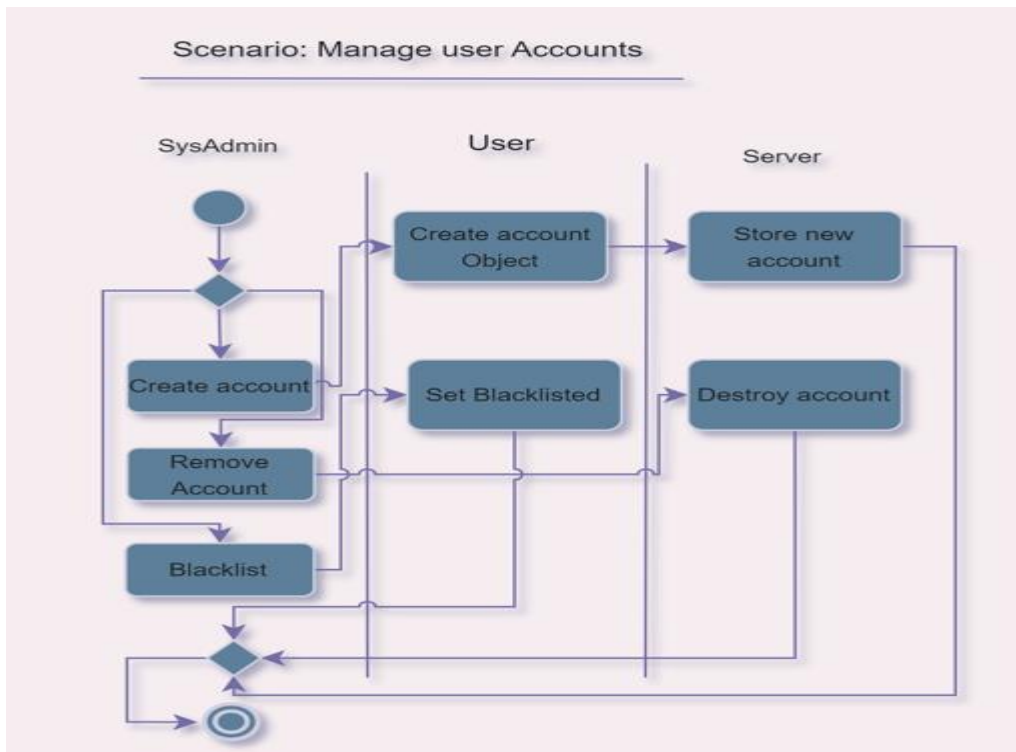 Scenario: Manage user Accounts
SysAdmin
User
Server
Create account
Object
Store new
account
Create account
Set Blacklisted
Destroy account
Remove
Account
Blacklist